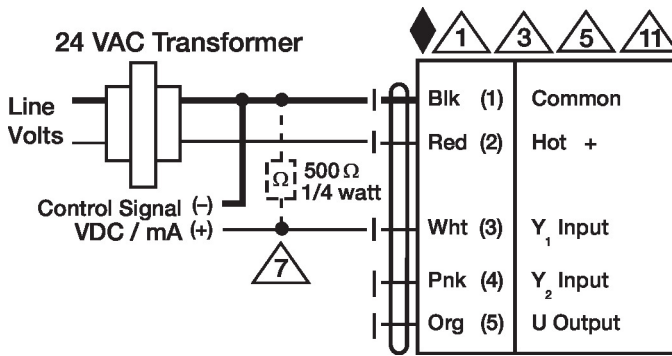 24 VAC Transformer
1 3 5 11
Line
Volts
Blk (1) Common
Red (2) Hot +
Ω 500 Ω
1/4 watt
Control Signal (–)
VDC / mA (+)
Wht (3) Y1 Input
7
Pnk (4) Y2 Input
Org (5) U Output